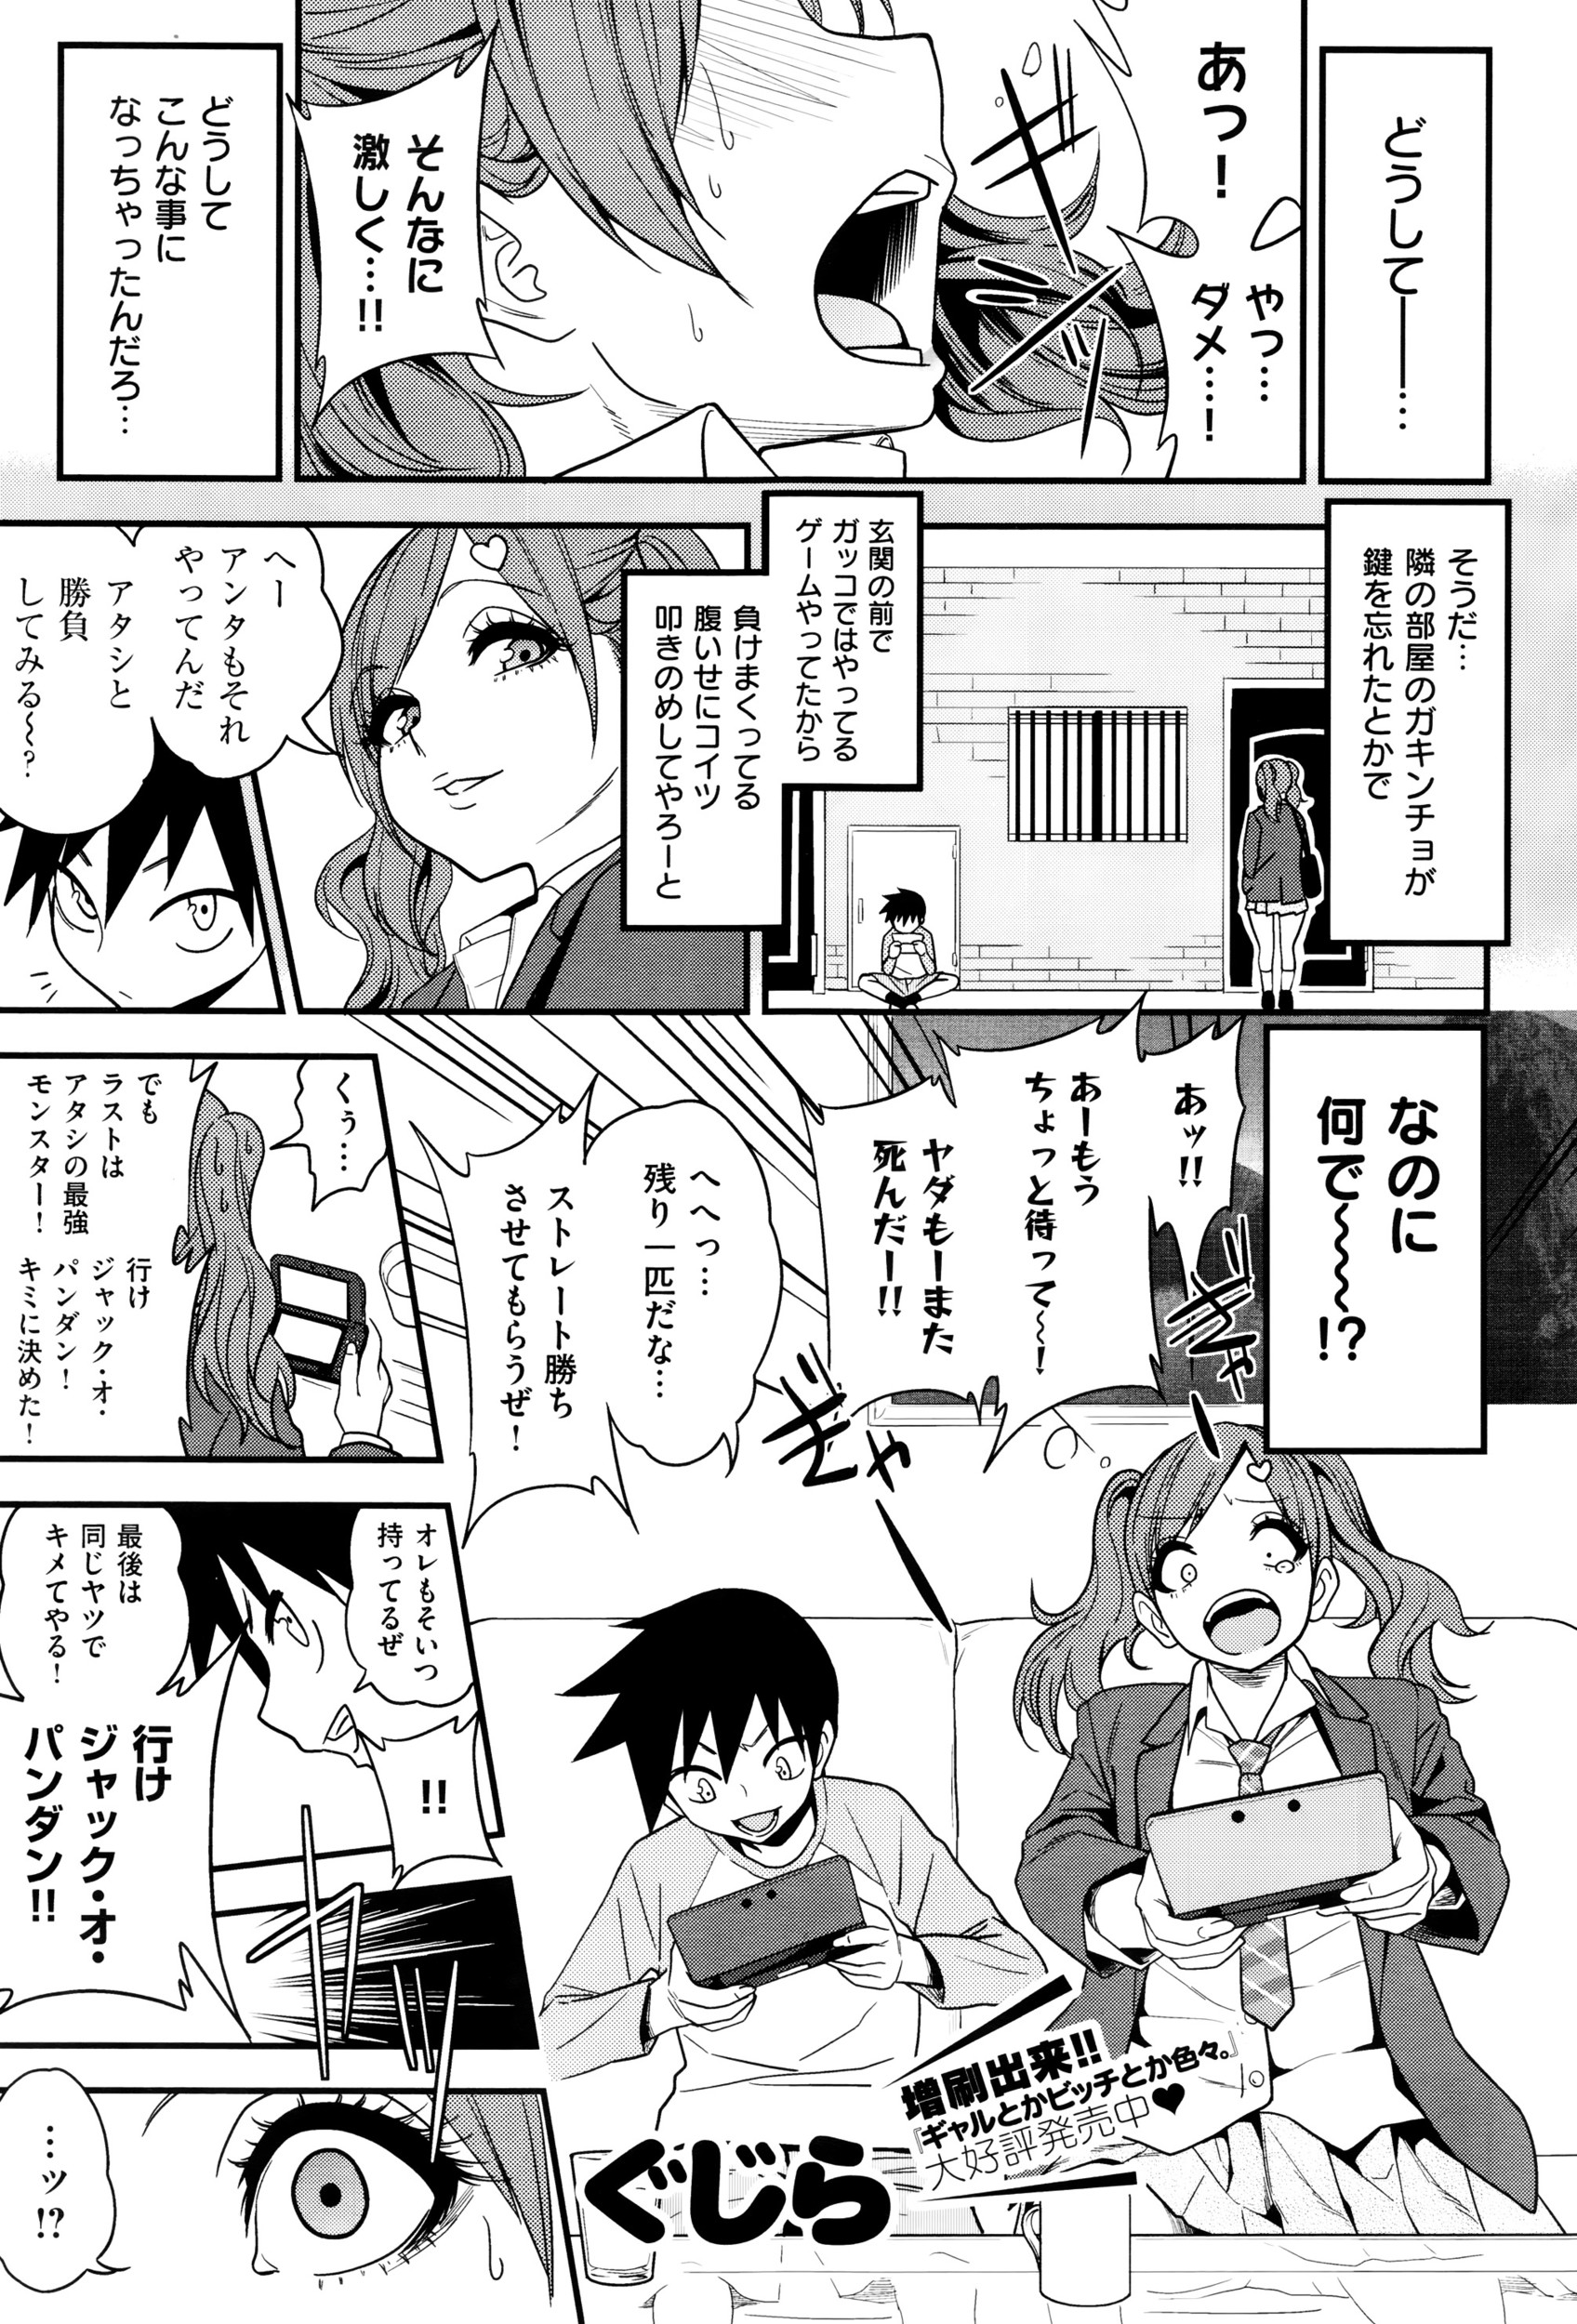 どうして――…
あっ！
やっ…
ダメ…！
そんなに
激しく…!!
どうして
こんな事に
なっちゃったんだろ…
そうだ…
隣の部屋のガキンチョが
鍵を忘れたとかで
玄関の前で
ガッコではやってる
ゲームやってたから
負けまくってる
腹いせにコイツ
叩きのめしてやろーと
へー
アンタもそれ
やってんだ
アタシと
勝負
してみる～？
なのに
何で～～～!?
あッ!!
あーもう
ちょっと待って～！
ヤダもーまた
死んだー!!
ギャ
ギャ
へへっ…
残り一匹だな…
ストレート勝ち
させてもらうぜ！
くぅ…
でも
ラストは
アタシの最強
モンスター！
行け
ジャック・オ・
パンダン！
キミに決めた！
オレもそいつ
持ってるぜ
!!
最後は
同じヤツで
キメてやる！
行け
ジャック・オ・
パンダン!!
…ッ!?
増刷出来!!
『ギャルとかビッチとか色々。』
大好評発売中♥
ぐじら